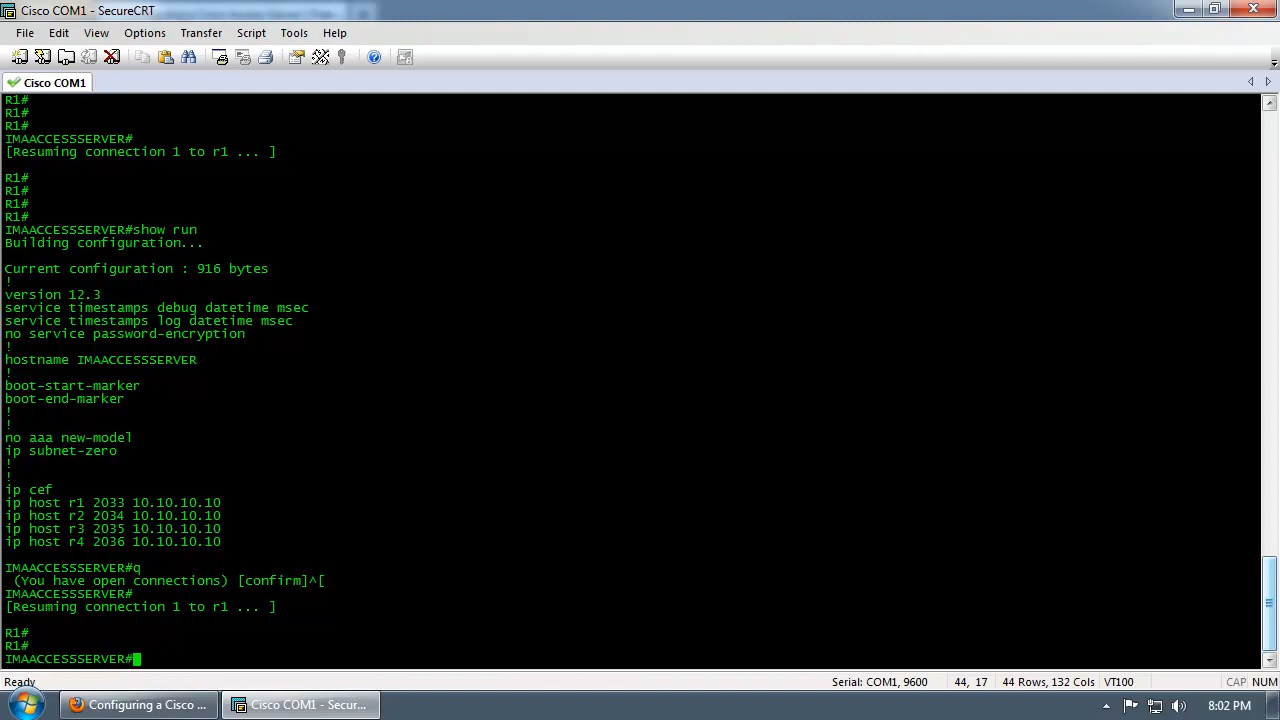 Cisco COM1 - SecureCRT
File Edit View Options Transfer Script Tools Help
Cisco COM1
R1#
R1#
R1#
IMAACCESSSERVER#
[Resuming connection 1 to r1 ... ]
R1#
R1#
R1#
R1#
IMAACCESSSERVER#show run
Building configuration...
Current configuration : 916 bytes
!
version 12.3
service timestamps debug datetime msec
service timestamps log datetime msec
no service password-encryption
!
hostname IMAACCESSSERVER
!
boot-start-marker
boot-end-marker
!
!
no aaa new-model
ip subnet-zero
!
!
ip cef
ip host r1 2033 10.10.10.10
ip host r2 2034 10.10.10.10
ip host r3 2035 10.10.10.10
ip host r4 2036 10.10.10.10
IMAACCESSSERVER#q
(You have open connections) [confirm]^[
IMAACCESSSERVER#
[Resuming connection 1 to r1 ... ]
R1#
R1#
IMAACCESSSERVER#
Ready Serial: COM1, 9600 44, 17 44 Rows, 132 Cols VT100 CAP NUM
Configuring a Cisco ... Cisco COM1 - Secur... 8:02 PM